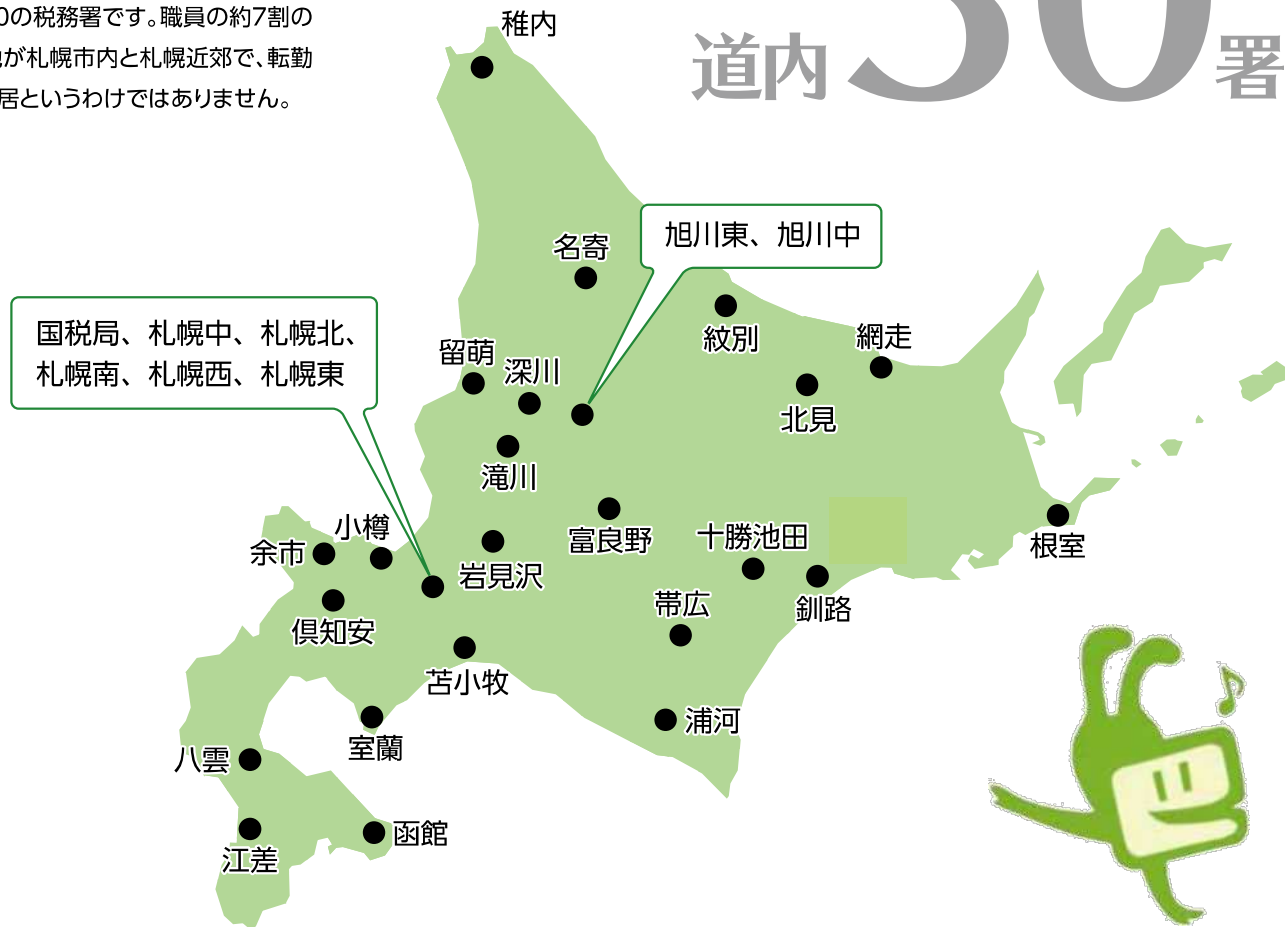 0の税務署です。職員の約7割の
が札幌市内と札幌近郊で、転勤
居というわけではありません。
道内30署
稚内
名寄
旭川東、旭川中
紋別
網走
国税局、札幌中、札幌北、
札幌南、札幌西、札幌東
留萌
深川
北見
滝川
富良野
十勝池田
根室
小樽
余市
岩見沢
釧路
帯広
倶知安
苫小牧
浦河
室蘭
八雲
函館
江差